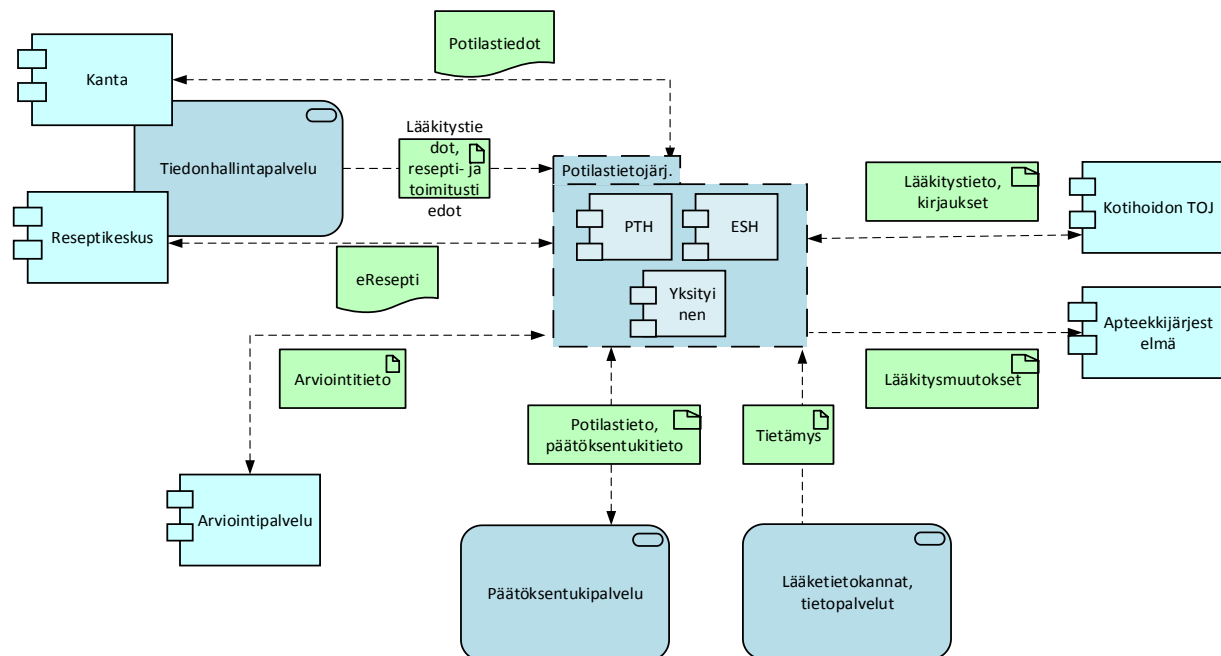 Potilastiedot
Kanta
Lääkitystie
dot,
resepti- ja
toimitusti
edot
Tiedonhallintapalvelu
Potilastietojärj.
Lääkitystieto,
kirjaukset
Kotihoidon TOJ
Reseptikeskus
PTH
ESH
eResepti
Yksityi
nen
Apteekkijärjest
elmä
Arviointitieto
Lääkitysmuutokset
Potilastieto,
päätöksentukitieto
Tietämys
Arviointipalvelu
Päätöksentukipalvelu
Lääketietokannat,
tietopalvelut